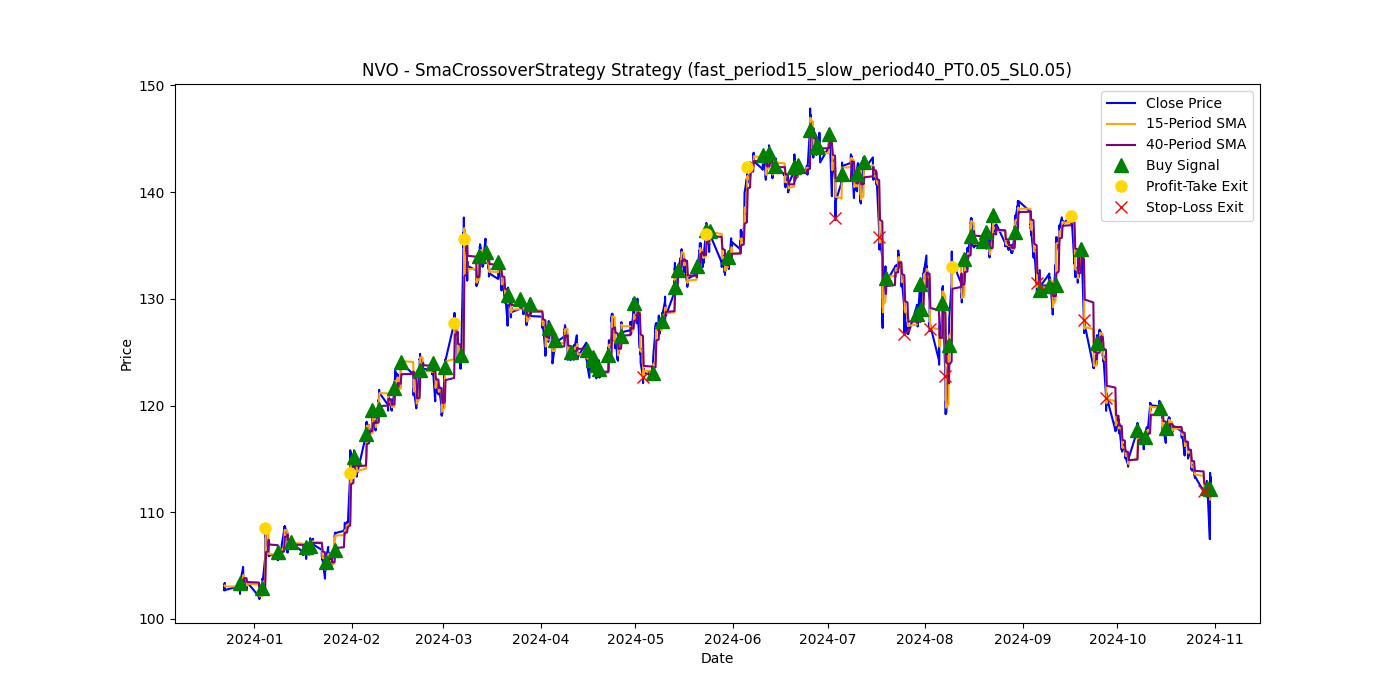 NVO - SmaCrossoverStrategy Strategy (fast_period15_slow_period40_PT0.05_SL0.05)
Close Price
15-Period SMA
40-Period SMA
Buy Signal
Profit-Take Exit
Stop-Loss Exit
Price
150
140
130
120
110
100
2024-01 2024-02 2024-03 2024-04 2024-05 2024-06 2024-07 2024-08 2024-09 2024-10 2024-11
Date